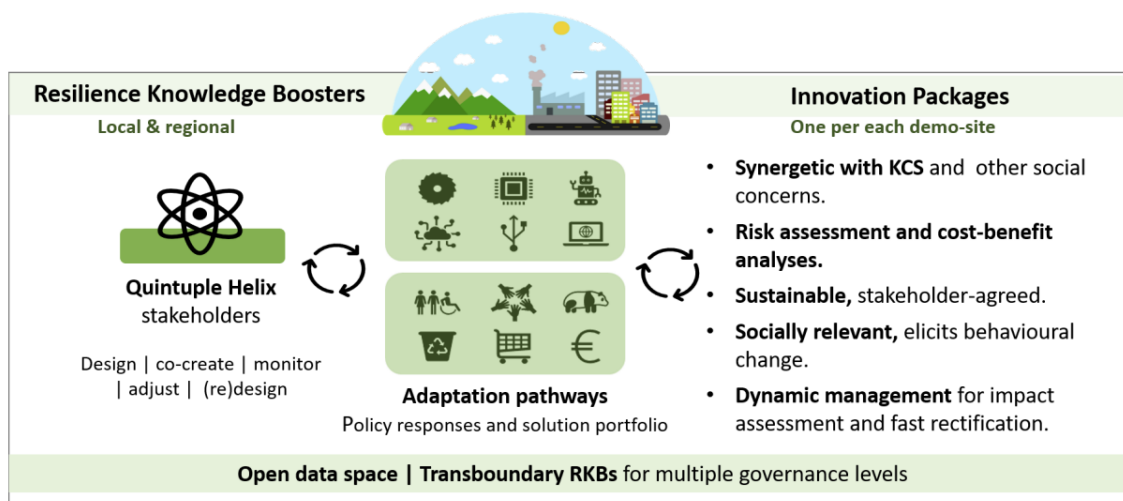 Resilience Knowledge Boosters
Local & regional
Quintuple Helix
stakeholders
Design | co-create | monitor
| adjust | (re)design
Adaptation pathways
Policy responses and solution portfolio
Innovation Packages
One per each demo-site
• Synergetic with KCS and other social
concerns.
• Risk assessment and cost-benefit
analyses.
• Sustainable, stakeholder-agreed.
• Socially relevant, elicits behavioural
change.
• Dynamic management for impact
assessment and fast rectification.
Open data space | Transboundary RKBs for multiple governance levels